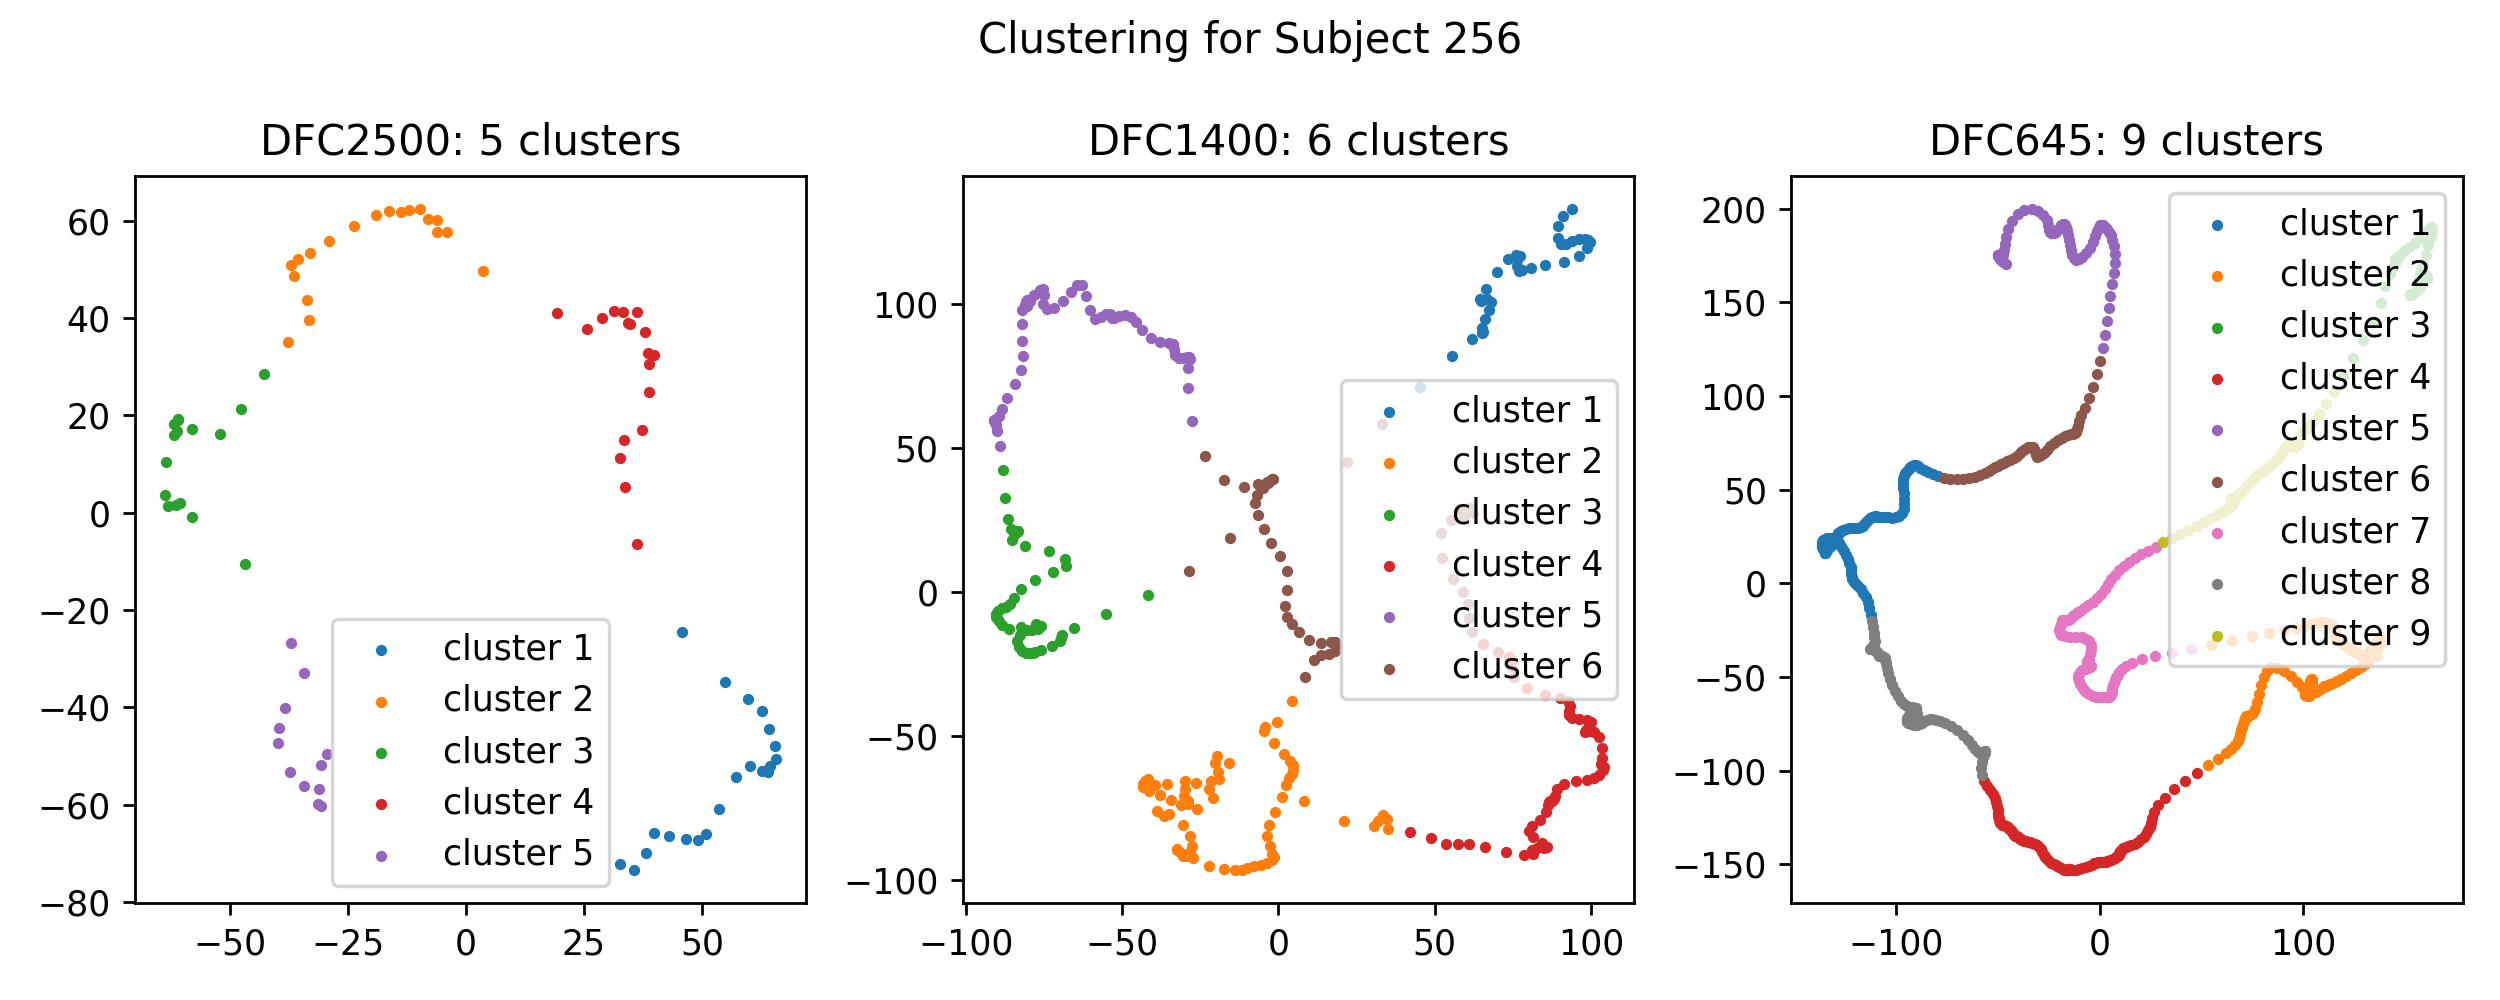 Clustering for Subject 256
DFC2500: 5 clusters
60
40
20
0
−20
−40
−60
−80
−50
−25
0
25
50
cluster 1
cluster 2
cluster 3
cluster 4
cluster 5
DFC1400: 6 clusters
100
50
0
−50
−100
−100
−50
0
50
100
cluster 1
cluster 2
cluster 3
cluster 4
cluster 5
cluster 6
DFC645: 9 clusters
200
150
100
50
0
−50
−100
−150
−100
0
100
cluster 1
cluster 2
cluster 3
cluster 4
cluster 5
cluster 6
cluster 7
cluster 8
cluster 9